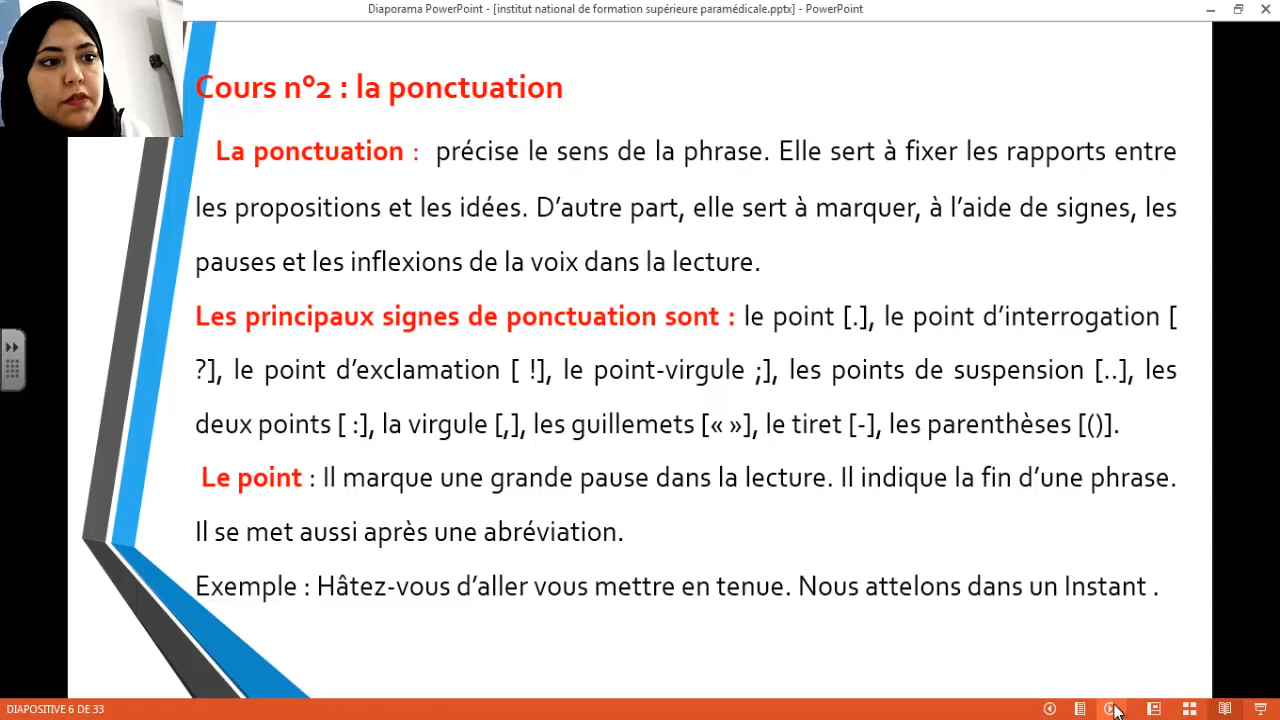 Diaporama PowerPoint - [institut national de formation supérieure paramédicale.pptx] - PowerPoint
Cours n°2 : la ponctuation
La ponctuation : précise le sens de la phrase. Elle sert à fixer les rapports entre
les propositions et les idées. D’autre part, elle sert à marquer, à l’aide de signes, les
pauses et les inflexions de la voix dans la lecture.
Les principaux signes de ponctuation sont : le point [.], le point d’interrogation [
?], le point d’exclamation [ !], le point-virgule ;], les points de suspension [..], les
deux points [ :], la virgule [,], les guillemets [« »], le tiret [-], les parenthèses [()].
Le point : Il marque une grande pause dans la lecture. Il indique la fin d’une phrase.
Il se met aussi après une abréviation.
Exemple : Hâtez-vous d’aller vous mettre en tenue. Nous attelons dans un Instant .
DIAPOSITIVE 6 DE 33